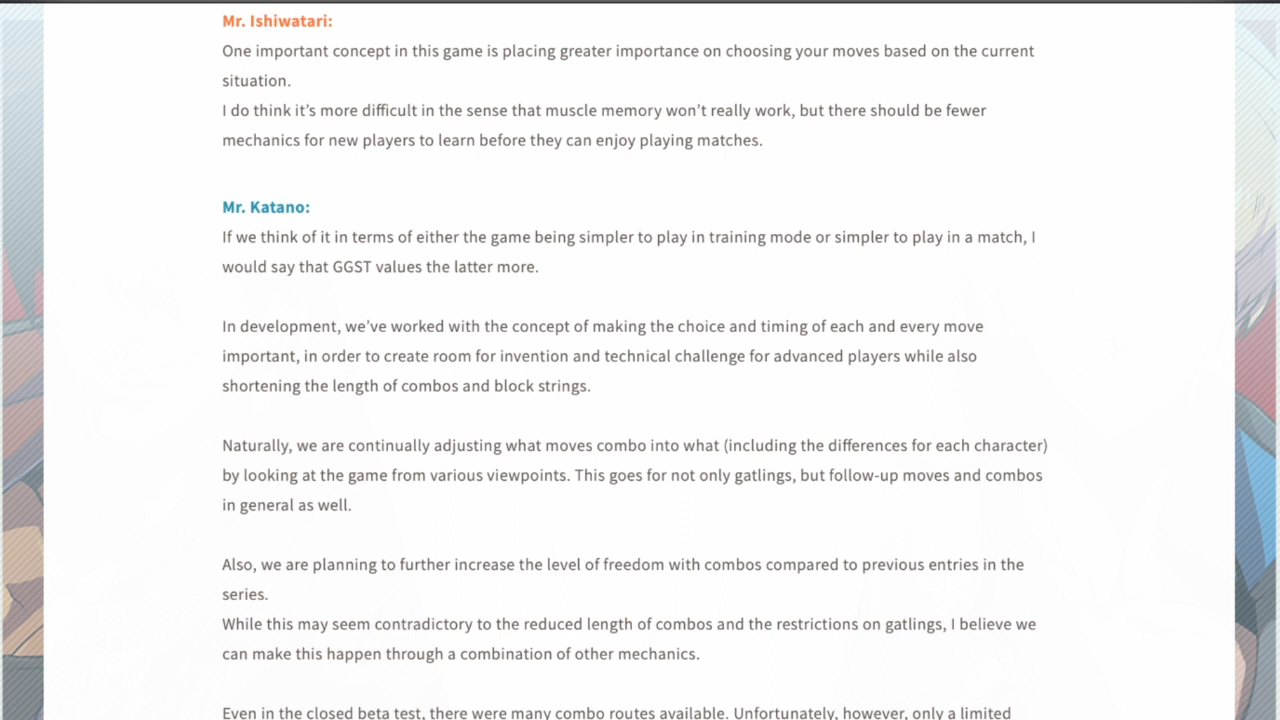 Mr. Ishiwatari:
One important concept in this game is placing greater importance on choosing your moves based on the current
situation.
I do think it’s more difficult in the sense that muscle memory won’t really work, but there should be fewer
mechanics for new players to learn before they can enjoy playing matches.
Mr. Katano:
If we think of it in terms of either the game being simpler to play in training mode or simpler to play in a match, I
would say that GGST values the latter more.
In development, we’ve worked with the concept of making the choice and timing of each and every move
important, in order to create room for invention and technical challenge for advanced players while also
shortening the length of combos and block strings.
Naturally, we are continually adjusting what moves combo into what (including the differences for each character)
by looking at the game from various viewpoints. This goes for not only gatlings, but follow-up moves and combos
in general as well.
Also, we are planning to further increase the level of freedom with combos compared to previous entries in the
series.
While this may seem contradictory to the reduced length of combos and the restrictions on gatlings, I believe we
can make this happen through a combination of other mechanics.
Even in the closed beta test, there were many combo routes available. Unfortunately, however, only a limited